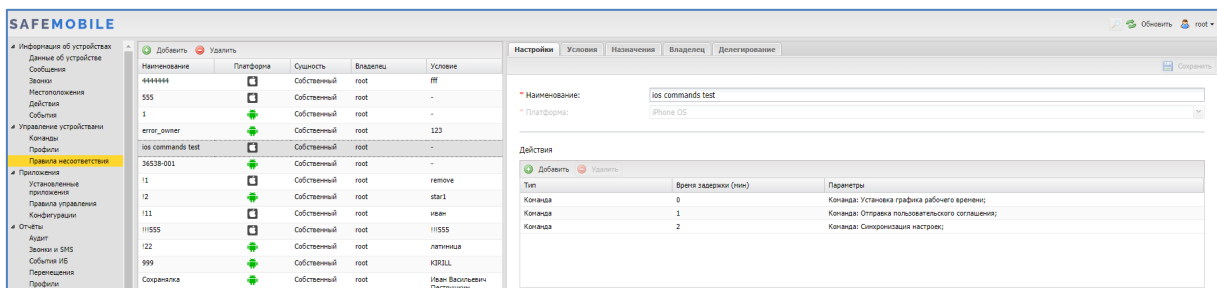 SAFEMOBILE
Обновить root
Информация об устройствах
Данные об устройстве
Сообщения
Звонки
Местоположения
Действия
События
Управление устройствами
Команды
Профили
Правила несоответствия
Приложения
Установленные
приложения
Правила управления
Конфигурации
Отчёты
Аудит
Звонки и SMS
События ИБ
Перемещения
Профили
Добавить Удалить
Наименование Платформа Сущность Владелец Условие
4444444 Собственный root fff
555 Собственный root -
1 Собственный root -
error_owner Собственный root 123
ios commands test Собственный root -
36538-001 Собственный root -
!1 Собственный root remove
!2 Собственный root star1
!11 Собственный root иван
!!!555 Собственный root !!!555
!22 Собственный root латиница
999 Собственный root KIRILL
Сохранялка Собственный root Иван Васильевич
Настройки Условия Назначения Владелец Делегирование
Сохранить
* Наименование: ios commands test
* Платформа: iPhone OS
Действия
Добавить Удалить
Тип Время задержки (мин) Параметры
Команда 0 Команда: Установка графика рабочего времени;
Команда 1 Команда: Отправка пользовательского соглашения;
Команда 2 Команда: Синхронизация настроек;